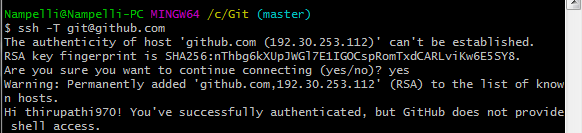 Nampelli@Nampelli-PC MINGW64 /c/Git (master)
$ ssh -T git@github.com
The authenticity of host 'github.com (192.30.253.112)' can't be established.
RSA key fingerprint is SHA256:nThbg6kXUpJWGl7E1IGOCspRomTxdCARLviKw6E5SY8.
Are you sure you want to continue connecting (yes/no)? yes
Warning: Permanently added 'github.com,192.30.253.112' (RSA) to the list of know
n hosts.
Hi thirupathi970! You've successfully authenticated, but GitHub does not provide
 shell access.